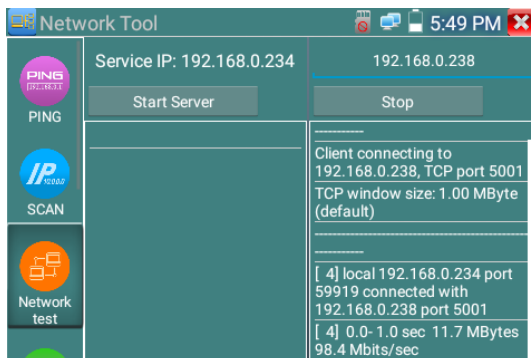 Network Tool
5:49 PM
PING
PING
SCAN
IP
Network
test
Service IP: 192.168.0.234
Start Server
192.168.0.238
Stop
-----------
Client connecting to
192.168.0.238, TCP port 5001
TCP window size: 1.00 MByte
(default)
------------------------------------------------
-----------
[ 4] local 192.168.0.234 port
59919 connected with
192.168.0.238 port 5001
[ 4] 0.0- 1.0 sec 11.7 MBytes
98.4 Mbits/sec